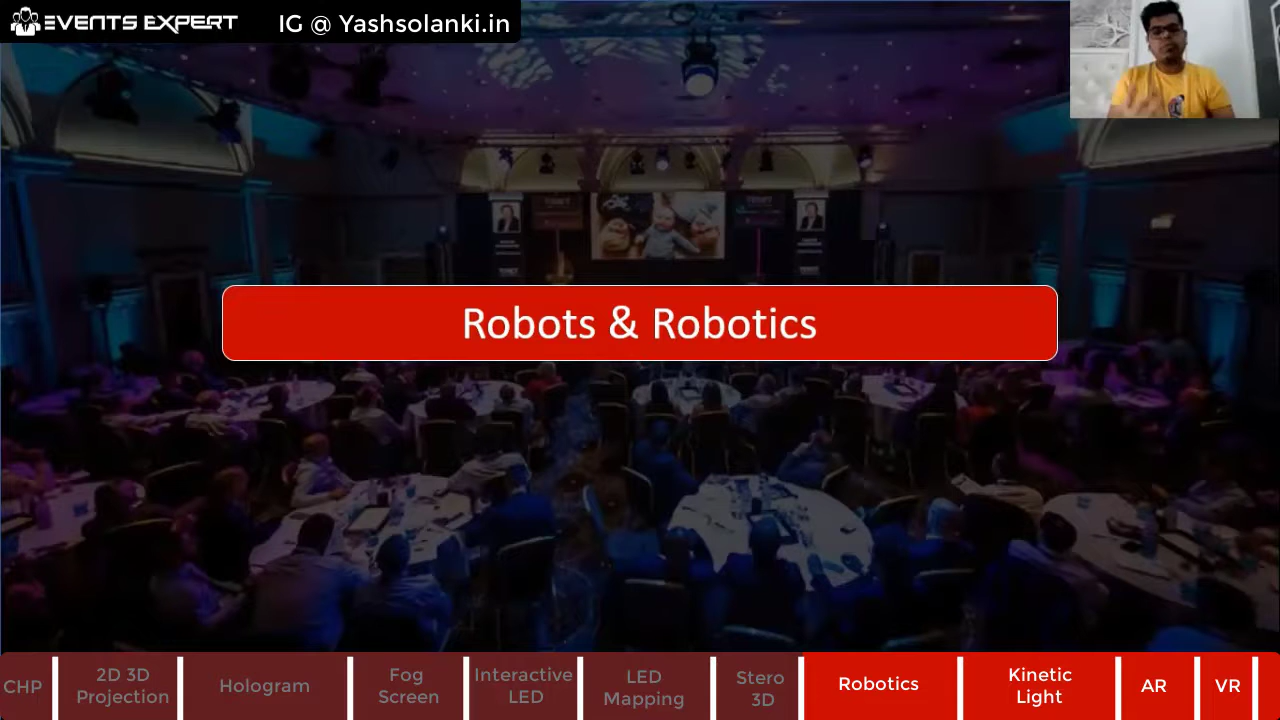 EVENTS EXPERT
IG @ Yashsolanki.in
Robots & Robotics
CHP
2D 3D
Projection
Hologram
Fog
Screen
Interactive
LED
LED
Mapping
Stero
3D
Robotics
Kinetic
Light
AR
VR